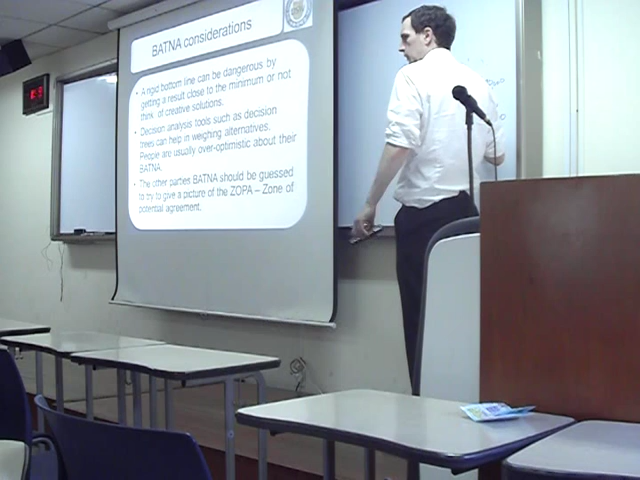 BATNA considerations
• A rigid bottom line can be dangerous by
getting a result close to the minimum or not
think of creative solutions.
• Decision analysis tools such as decision
trees can help in weighing alternatives.
People are usually over-optimistic about their
BATNA.
• The other parties BATNA should be guessed
to try to give a picture of the ZOPA – Zone of
potential agreement.